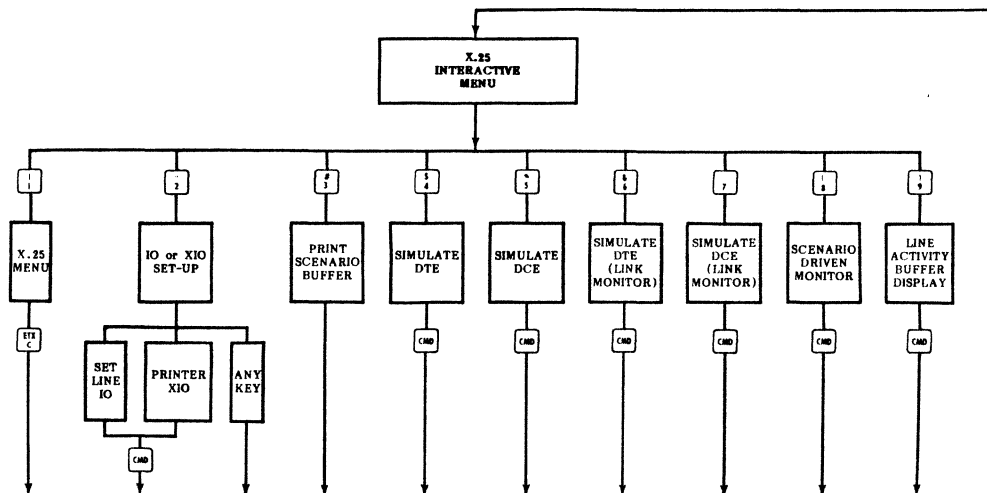 X.25
INTERACTIVE
MENU
! 1
" 2
# 3
$ 4
% 5
& 6
' 7
( 8
) 9
X.25
MENU
IO or XIO
SET-UP
PRINT
SCENARIO
BUFFER
SIMULATE
DTE
SIMULATE
DCE
SIMULATE
DTE
(LINK
MONITOR)
SIMULATE
DCE
(LINK
MONITOR)
SCENARIO
DRIVEN
MONITOR
LINE
ACTIVITY
BUFFER
DISPLAY
ETX
C
CMD
CMD
CMD
CMD
CMD
CMD
SET
LINE
IO
PRINTER
XIO
ANY
KEY
CMD